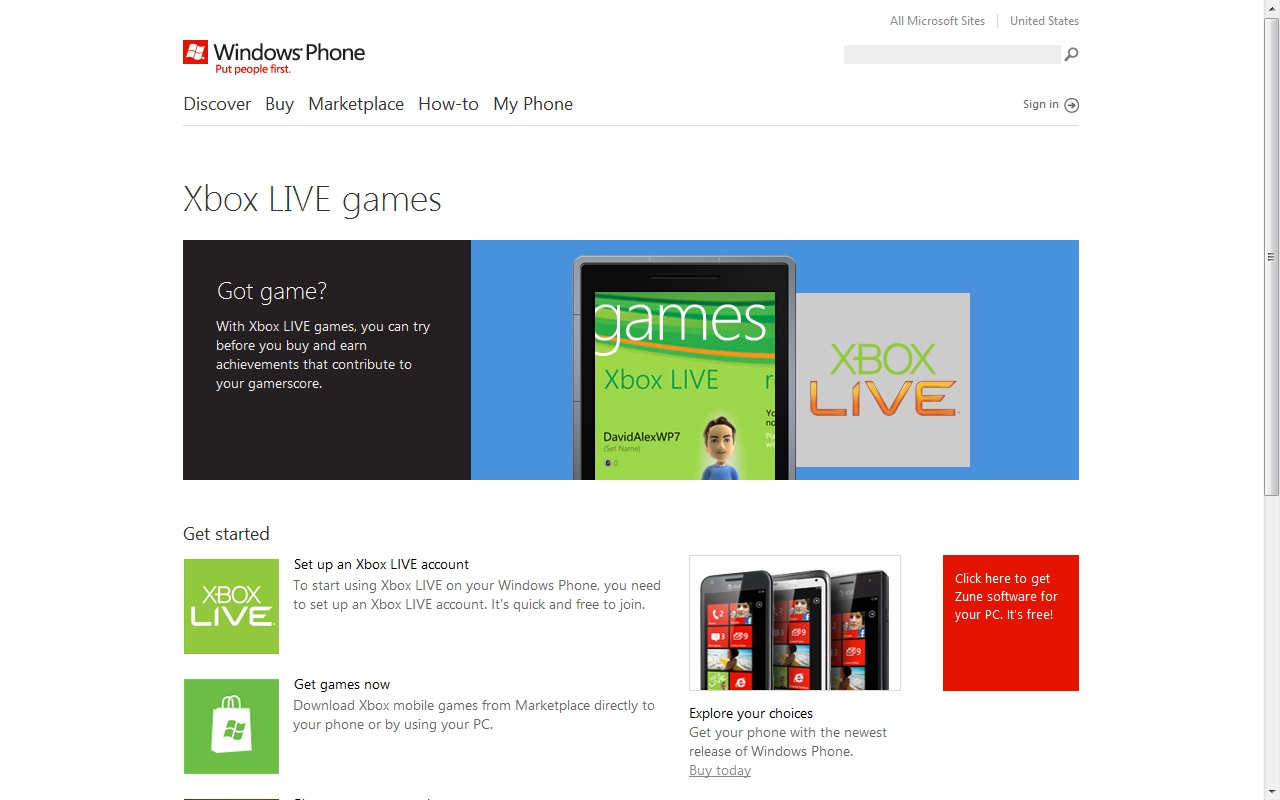 All Microsoft Sites United States
Windows Phone
Put people first.
Discover Buy Marketplace How-to My Phone
Sign in
Xbox LIVE games
Got game?
With Xbox LIVE games, you can try
before you buy and earn
achievements that contribute to
your gamerscore.
games
Xbox LIVE
DavidAlexWP7
(Set Name)
G 0
XBOX
LIVE
Get started
XBOX
LIVE
Set up an Xbox LIVE account
To start using Xbox LIVE on your Windows Phone, you need
to set up an Xbox LIVE account. It's quick and free to join.
Get games now
Download Xbox mobile games from Marketplace directly to
your phone or by using your PC.
Explore your choices
Get your phone with the newest
release of Windows Phone.
Buy today
Click here to get
Zune software for
your PC. It's free!